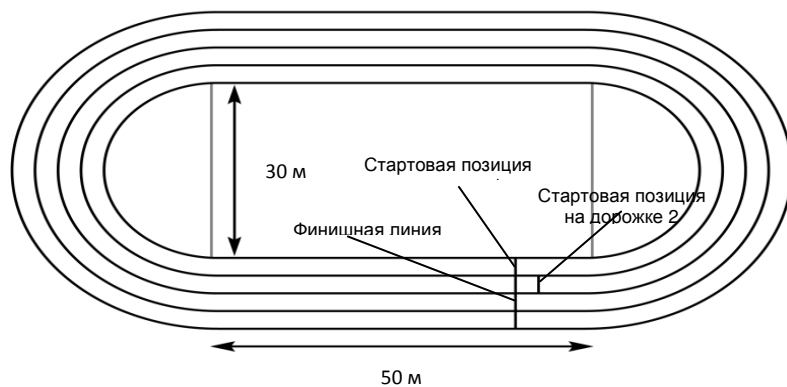 30 м
Стартовая позиция
Стартовая позиция
на дорожке 2
Финишная линия
50 м